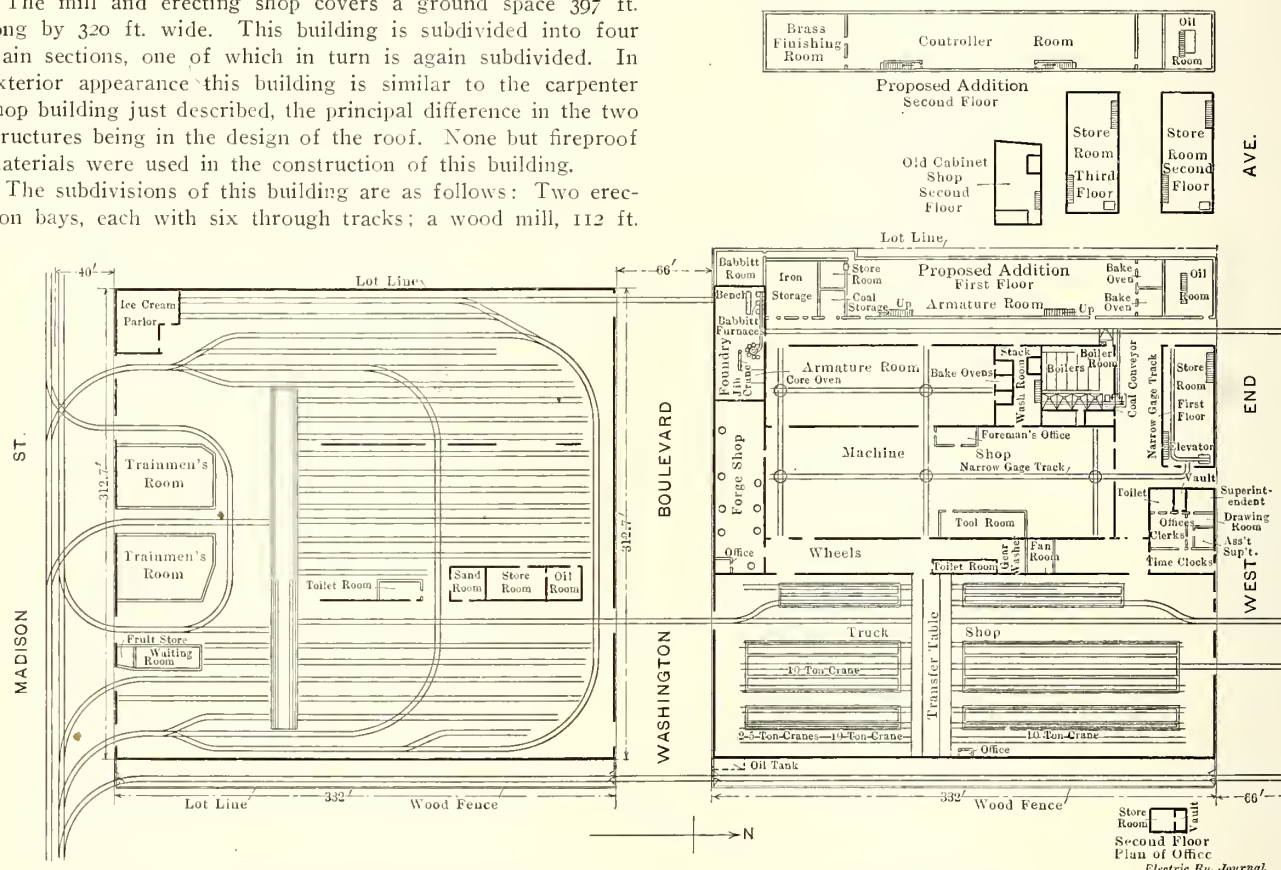 The mill and erecting shop covers a ground space 397 ft.
ong by 320 ft. wide. This building is subdivided into four
ain sections, one of which in turn is again subdivided. In
xterior appearance this building is similar to the carpenter
hop building just described, the principal difference in the two
ructures being in the design of the roof. None but fireproof
aterials were used in the construction of this building.
The subdivisions of this building are as follows: Two erec-
on bays, each with six through tracks; a wood mill, 112 ft.
Brass
Finishing
Room
Controller Room
Oil
Room
Proposed Addition
Second Floor
Old Cabinet
Shop
Second
Floor
Store
Room
Third
Floor
Store
Room
Second
Floor
AVE.
Lot Line
40'
Lot Line
66'
Ice Cream
Parlor
312.7'
Trainmen's
Room
Trainmen's
Room
Toilet Room
Sand
Room
Store
Room
Oil
Room
Fruit Store
Waiting
Room
312.7'
ST.
MADISON
Lot Line
332'
Wood Fence
BOULEVARD
WASHINGTON
Babbitt
Room
Iron
Storage
Store
Room
Coal
Storage
Up
Proposed Addition
First Floor
Armature Room
Up
Bake
Oven
Bake
Oven
Oil
Room
Bench
Babbitt
Furnace
Foundry
Jib
Crane
Armature Room
Core Oven
Bake Ovens
Stack
Wash Room
Boilers
Boiler
Room
Coal Conveyor
Narrow Gage Track
Store
Room
First
Floor
Elevator
END
Forge Shop
Foreman's Office
Machine Shop
Narrow Gage Track
Vault
Toilet
Superint-
endent
Offices
Clerks
Drawing
Room
Ass't
Sup't.
Time Clocks
Tool Room
Office
Wheels
Toilet Room
Gear
Washer
Fan
Room
WEST
Truck Shop
Transfer Table
10 Ton Crane
2-5-Ton-Cranes—10-Ton-Crane
10 Ton Crane
Office
Oil Tank
332'
Wood Fence
66'
N
Store
Room
Vault
Second Floor
Plan of Office
Electric Ry. Journal